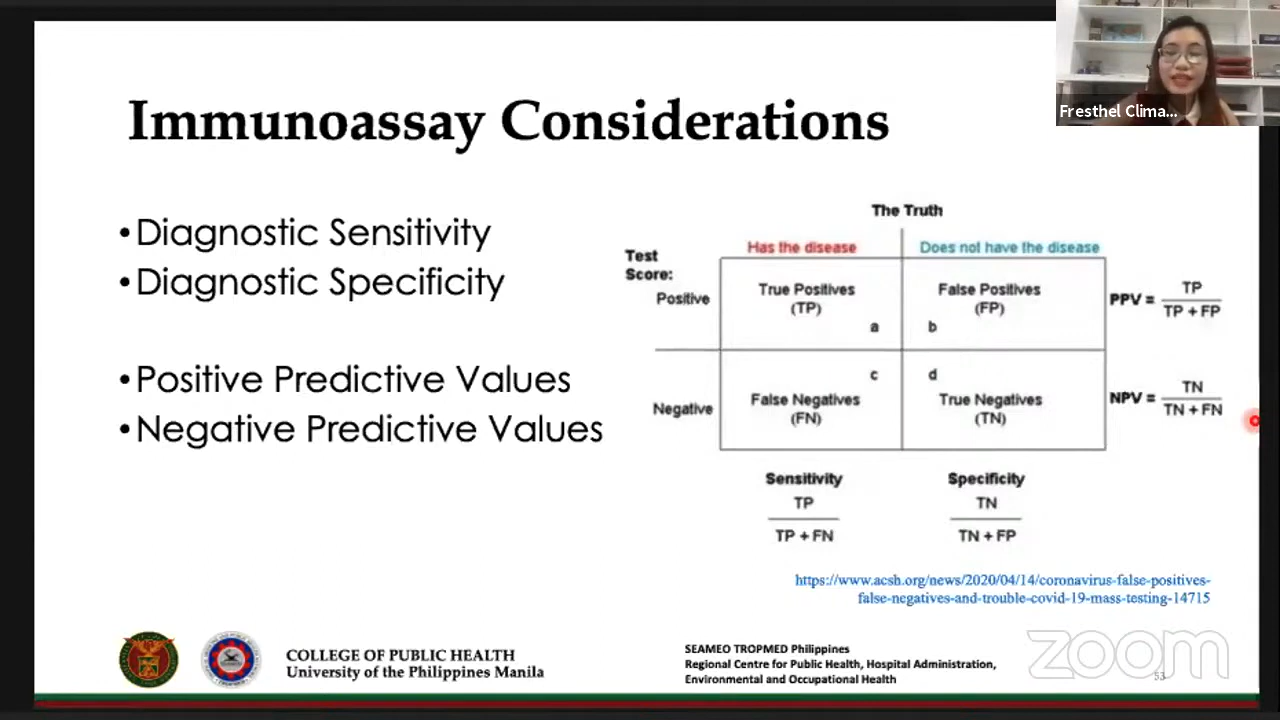 Immunoassay Considerations
Fresthel Clima...
•Diagnostic Sensitivity
•Diagnostic Specificity
•Positive Predictive Values
•Negative Predictive Values
The Truth
Has the disease
Does not have the disease
Test
Score:
Positive
True Positives
(TP)
a
False Positives
(FP)
b
PPV = TP
TP + FP
Negative
c
False Negatives
(FN)
d
True Negatives
(TN)
NPV = TN
TN + FN
Sensitivity
TP
TP + FN
Specificity
TN
TN + FP
https://www.acsh.org/news/2020/04/14/coronavirus-false-positives-
false-negatives-and-trouble-covid-19-mass-testing-14715
COLLEGE OF PUBLIC HEALTH
University of the Philippines Manila
SEAMEO TROPMED Philippines
Regional Centre for Public Health, Hospital Administration,
Environmental and Occupational Health
zoom
53